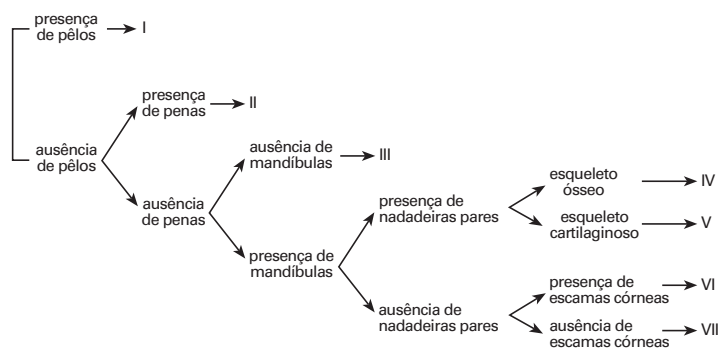 presença
de pêlos
I
presença
de penas
II
ausência
de pêlos
ausência de
mandíbulas
III
ausência
de penas
esqueleto
ósseo
IV
presença de
nadadeiras pares
esqueleto
cartilaginoso
V
presença de
mandíbulas
presença de
escamas córneas
VI
ausência de
nadadeiras pares
ausência de
escamas córneas
VII